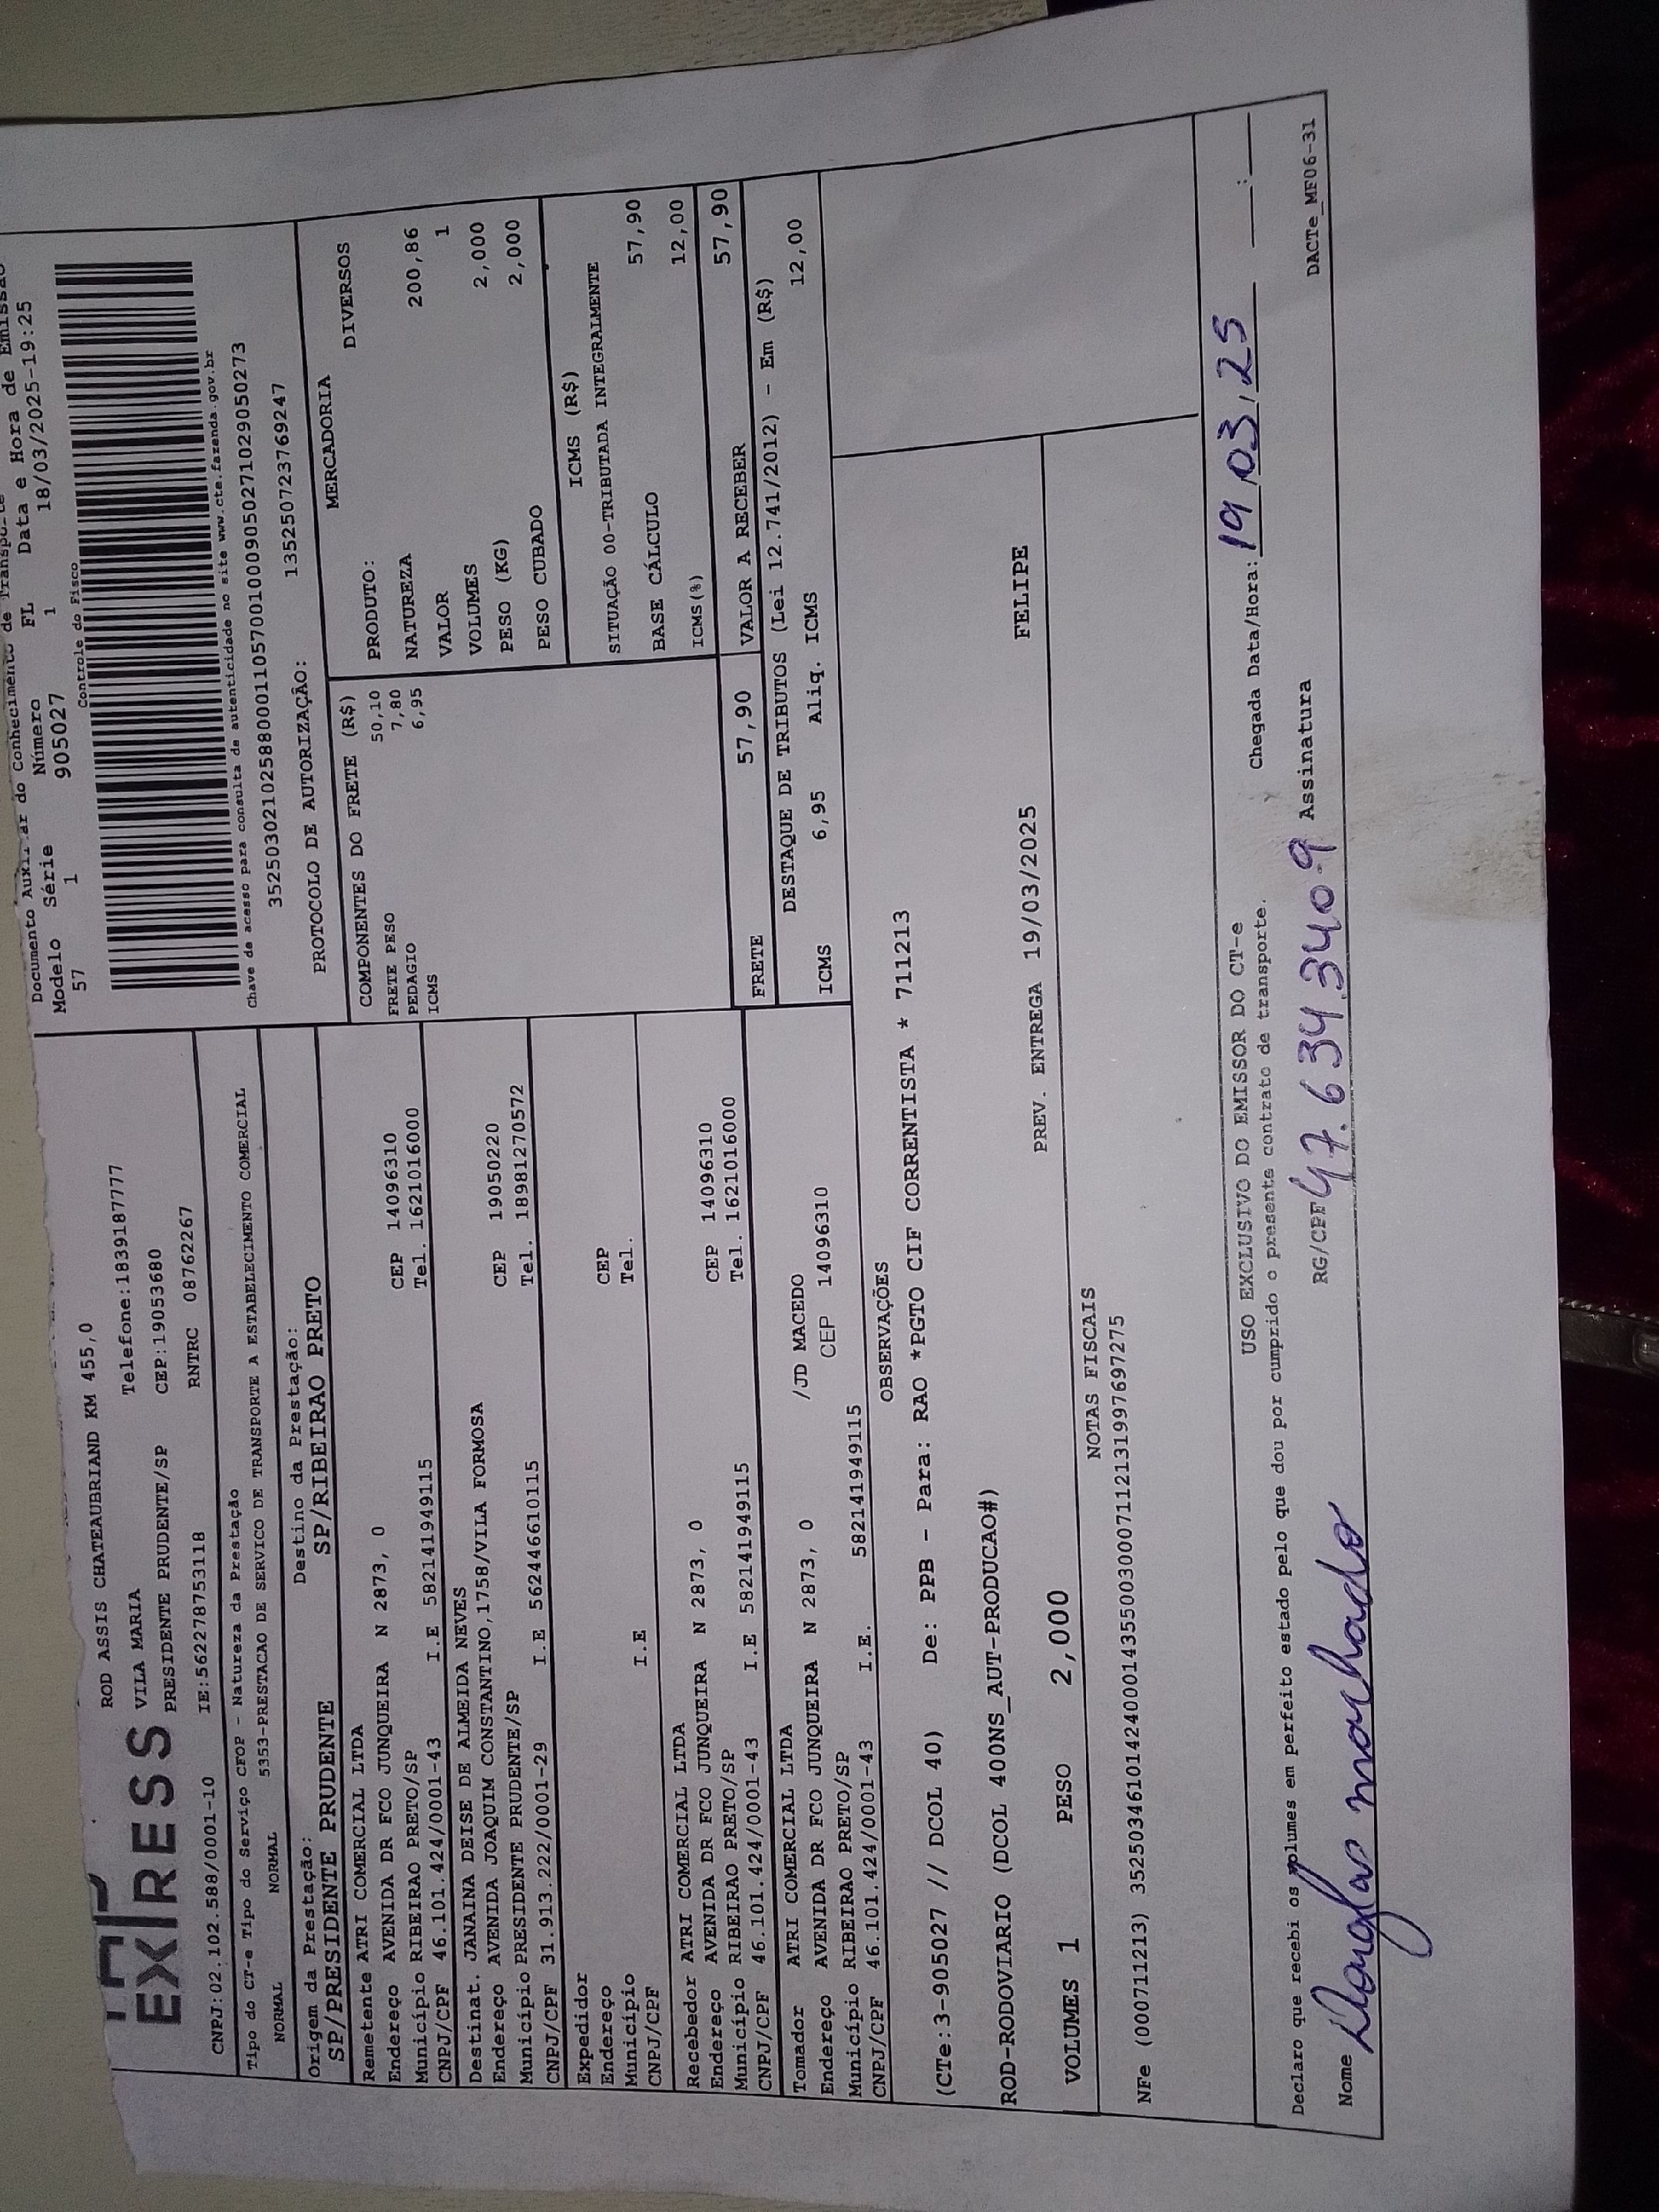 EXPRESS
ROD ASSIS CHATEAUBRIAND KM 455,0
VILA MARIA Telefone:1839187777
PRESIDENTE PRUDENTE/SP CEP:19053680
CNPJ:02.102.588/0001-10 IE:562278753118 RNTRC 08762267
Documento Auxiliar do Conhecimento de Transporte
Modelo Série Número FL Data e Hora de Emissão
57 1 905027 1 18/03/2025-19:25
Controle do Fisco
Chave de acesso para consulta de autenticidade no site www.cte.fazenda.gov.br
35250302102588000110570010009050271029050273
Tipo do CT-e Tipo do Serviço CFOP - Natureza da Prestação
NORMAL NORMAL 5353-PRESTACAO DE SERVICO DE TRANSPORTE A ESTABELECIMENTO COMERCIAL
PROTOCOLO DE AUTORIZAÇÃO: 135250723769247
Origem da Prestação: Destino da Prestação:
SP/PRESIDENTE PRUDENTE SP/RIBEIRAO PRETO
Remetente ATRI COMERCIAL LTDA
Endereço AVENIDA DR FCO JUNQUEIRA N 2873, 0 CEP 14096310
Município RIBEIRAO PRETO/SP Tel. 1621016000
CNPJ/CPF 46.101.424/0001-43 I.E 582141949115
Destinat. JANAINA DEISE DE ALMEIDA NEVES
Endereço AVENIDA JOAQUIM CONSTANTINO,1758/VILA FORMOSA CEP 19050220
Município PRESIDENTE PRUDENTE/SP Tel. 18981270572
CNPJ/CPF 31.913.222/0001-29 I.E 562446610115
Expedidor
Endereço CEP
Município Tel.
CNPJ/CPF I.E
Recebedor ATRI COMERCIAL LTDA
Endereço AVENIDA DR FCO JUNQUEIRA N 2873, 0 CEP 14096310
Município RIBEIRAO PRETO/SP Tel. 1621016000
CNPJ/CPF 46.101.424/0001-43 I.E 582141949115
Tomador ATRI COMERCIAL LTDA
Endereço AVENIDA DR FCO JUNQUEIRA N 2873, 0 /JD MACEDO
Município RIBEIRAO PRETO/SP CEP 14096310
CNPJ/CPF 46.101.424/0001-43 I.E. 582141949115
COMPONENTES DO FRETE (R$)
FRETE PESO 50,10
PEDAGIO 7,80
ICMS 6,95
MERCADORIA
PRODUTO: DIVERSOS
NATUREZA
VALOR 200,86
VOLUMES 1
PESO (KG) 2,000
PESO CUBADO 2,000
ICMS (R$)
SITUAÇÃO 00-TRIBUTADA INTEGRALMENTE
BASE CÁLCULO 57,90
ICMS(%) 12,00
FRETE 57,90 VALOR A RECEBER 57,90
DESTAQUE DE TRIBUTOS (Lei 12.741/2012) - Em (R$)
ICMS 6,95 Aliq. ICMS 12,00
OBSERVAÇÕES
(CTe:3-905027 // DCOL 40) De: PPB - Para: RAO *PGTO CIF CORRENTISTA * 711213
ROD-RODOVIARIO (DCOL 400NS_AUT-PRODUCAO#)
VOLUMES 1 PESO 2,000 PREV. ENTREGA 19/03/2025 FELIPE
NOTAS FISCAIS
NFe (000711213) 35250346101424000143550030007112131997697275
USO EXCLUSIVO DO EMISSOR DO CT-e
Declaro que recebi os volumes em perfeito estado pelo que dou por cumprido o presente contrato de transporte. Chegada Data/Hora: 19,03,25 :
Nome Douglas machado RG/CPF 47.634.340.9 Assinatura
DACTe_MF06-31